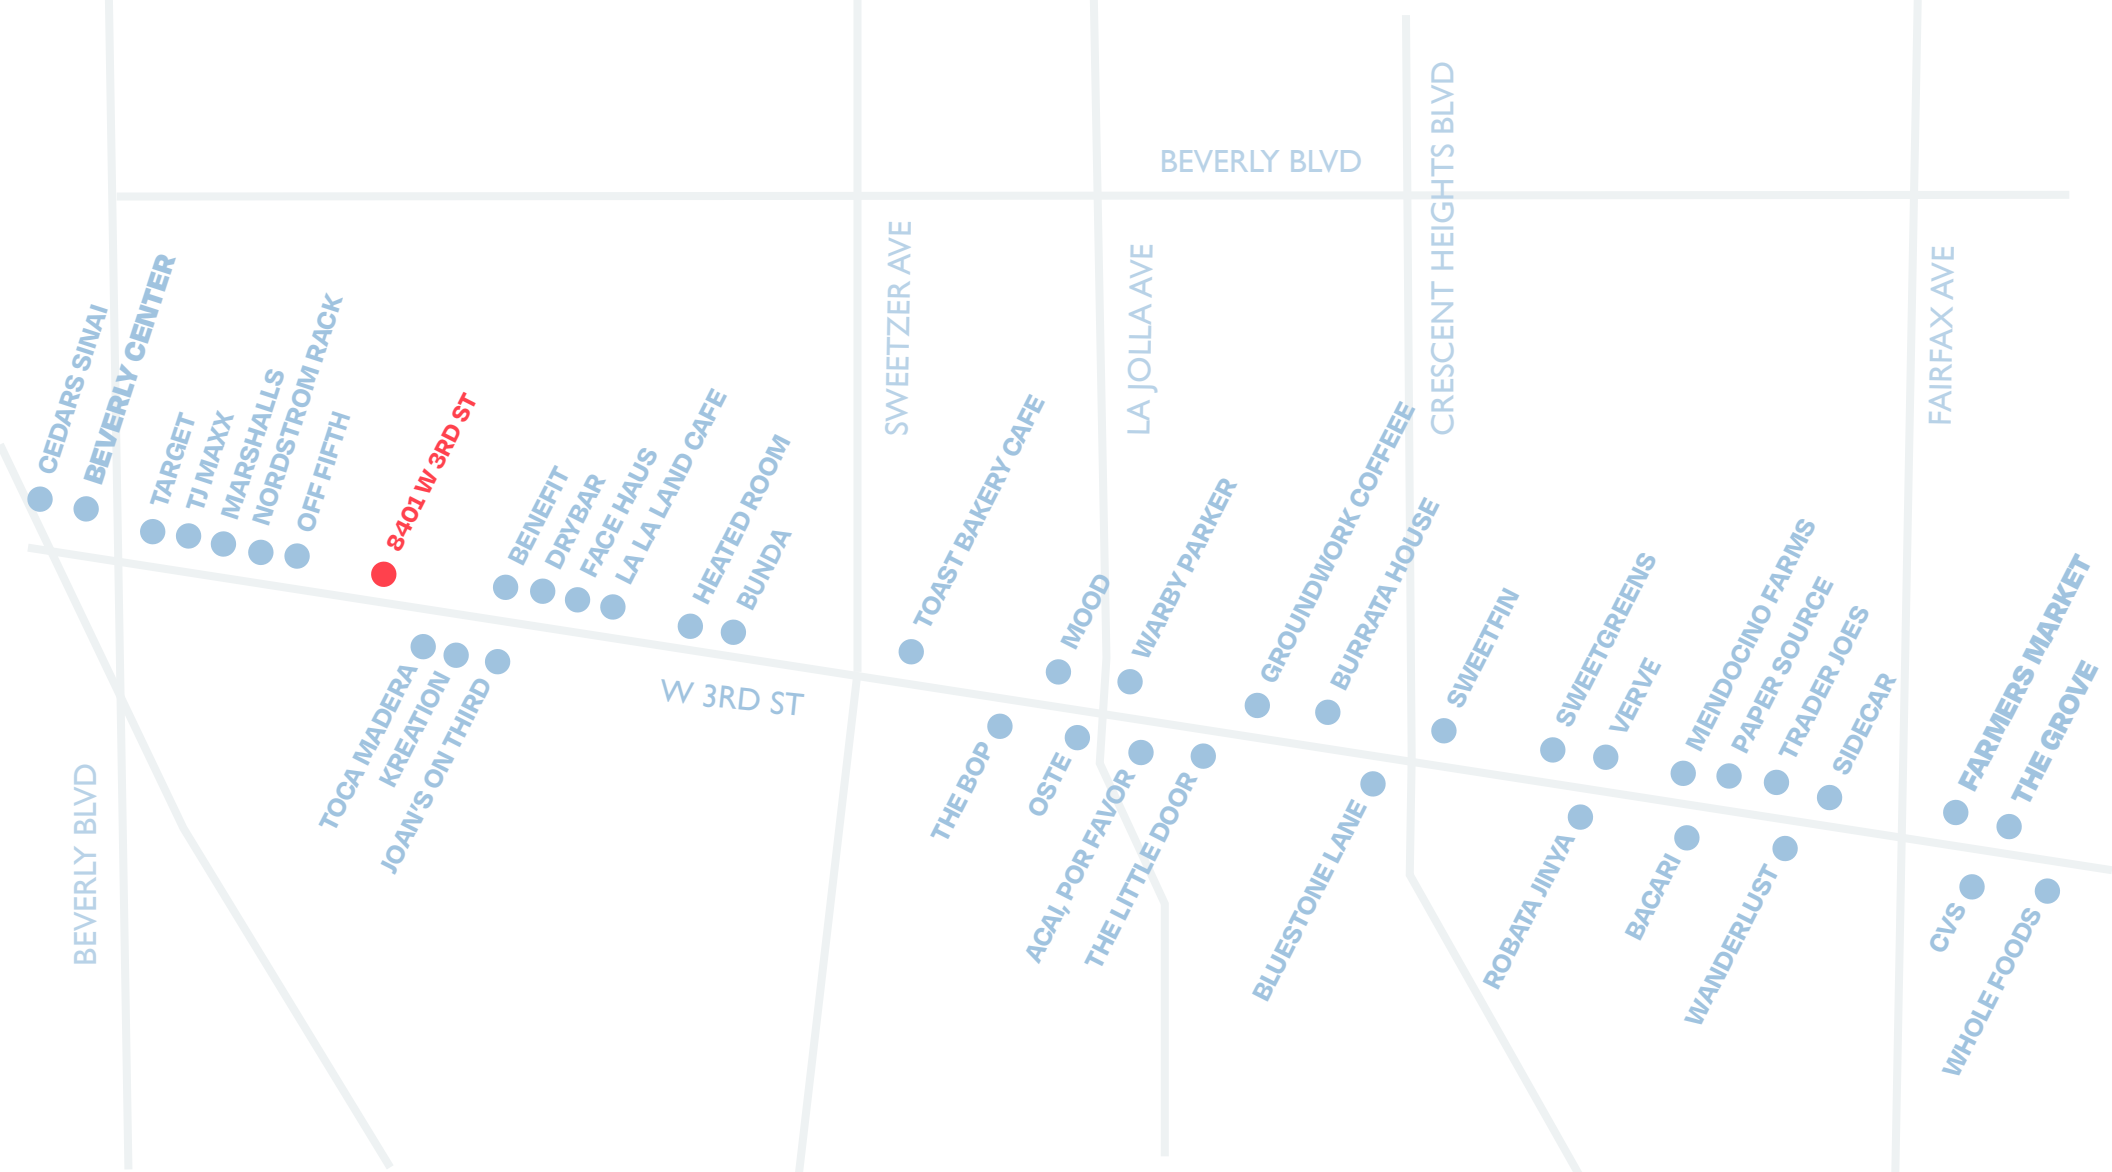 BEVERLY BLVD
CRESCENT HEIGHTS BLVD
SWEETZER AVE
LA JOLLA AVE
FAIRFAX AVE
CEDARS SINAI
BEVERLY CENTER
TARGET
TJ MAXX
MARSHALLS
NORDSTROM RACK
OFF FIFTH
8401 W 3RD ST
BENEFIT
DRYBAR
FACE HAUS
LA LA LAND CAFE
HEATED ROOM
BUNDA
TOAST BAKERY CAFE
MOOD
WARBY PARKER
GROUNDWORK COFFEEE
BURRATA HOUSE
SWEETFIN
SWEETGREENS
VERVE
MENDOCINO FARMS
PAPER SOURCE
TRADER JOES
SIDECAR
FARMERS MARKET
THE GROVE
W 3RD ST
TOCA MADERA
KREATION
JOAN'S ON THIRD
THE BOP
OSTE
ACAI, POR FAVOR
THE LITTLE DOOR
BLUESTONE LANE
ROBATA JINYA
BACARI
WANDERLUST
CVS
WHOLE FOODS
BEVERLY BLVD